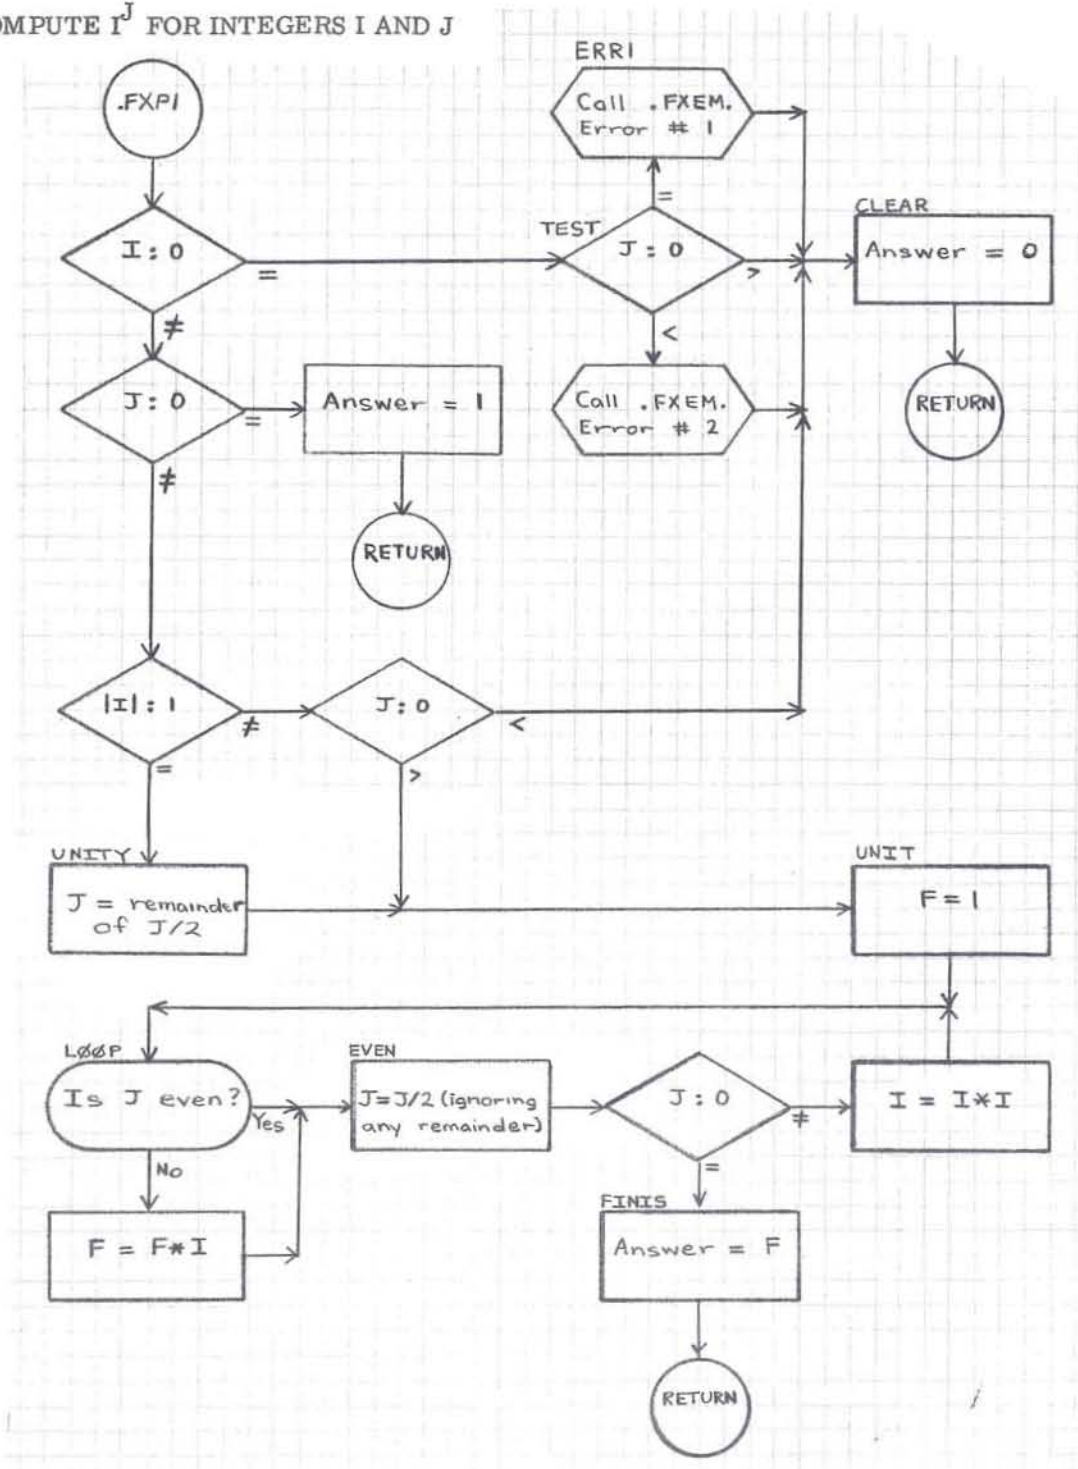 OMPUTE I^J FOR INTEGERS I AND J
.FXPI
ERR1
Call .FXEM.
Error # 1
=
I : 0
=
TEST
J : 0
>
CLEAR
Answer = 0
≠
<
J : 0
=
Answer = 1
Call .FXEM.
Error # 2
RETURN
≠
RETURN
|I| : 1
≠
J : 0
<
=
>
UNITY
J = remainder
of J/2
UNIT
F = 1
LØØP
Is J even?
Yes
EVEN
J=J/2 (ignoring
any remainder)
J : 0
≠
I = I*I
No
=
F = F*I
FINIS
Answer = F
RETURN